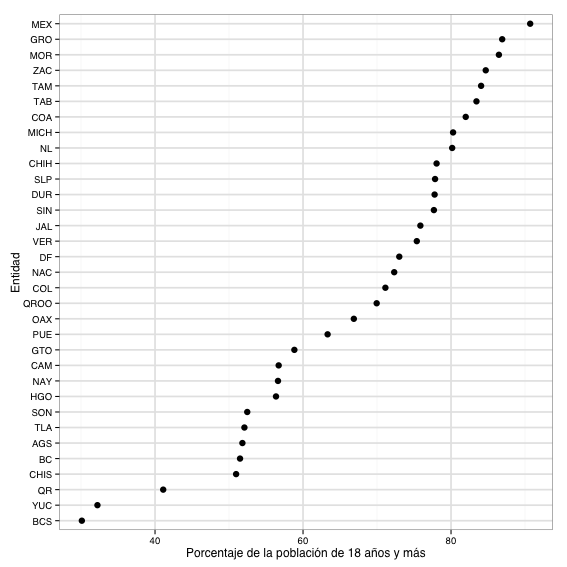 MEX
GRO
MOR
ZAC
TAM
TAB
COA
MICH
NL
CHIH
SLP
DUR
SIN
JAL
VER
DF
NAC
COL
QROO
OAX
PUE
GTO
CAM
NAY
HGO
SON
TLA
AGS
BC
CHIS
QR
YUC
BCS
Entidad
40 60 80
Porcentaje de la población de 18 años y más